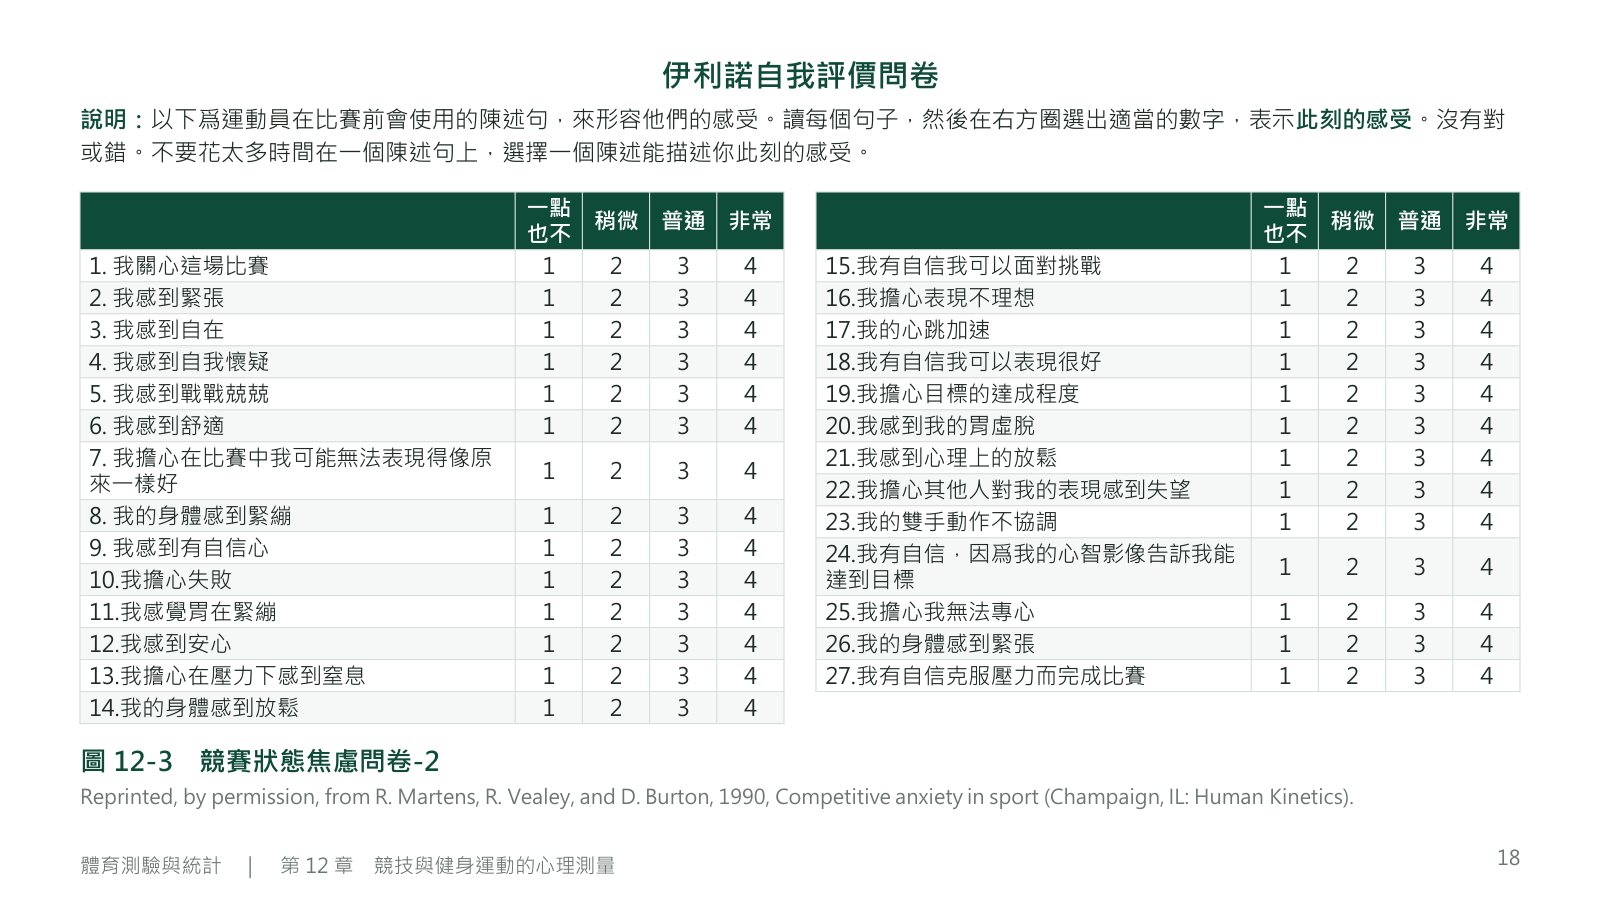 伊利諾自我評價問卷
說明：以下爲運動員在比賽前會使用的陳述句，來形容他們的感受。讀每個句子，然後在右方圈選出適當的數字，表示此刻的感受。沒有對
或錯。不要花太多時間在一個陳述句上，選擇一個陳述能描述你此刻的感受。
一點也不 稍微 普通 非常
1. 我關心這場比賽 1 2 3 4
2. 我感到緊張 1 2 3 4
3. 我感到自在 1 2 3 4
4. 我感到自我懷疑 1 2 3 4
5. 我感到戰戰兢兢 1 2 3 4
6. 我感到舒適 1 2 3 4
7. 我擔心在比賽中我可能無法表現得像原
來一樣好 1 2 3 4
8. 我的身體感到緊繃 1 2 3 4
9. 我感到有自信心 1 2 3 4
10.我擔心失敗 1 2 3 4
11.我感覺胃在緊繃 1 2 3 4
12.我感到安心 1 2 3 4
13.我擔心在壓力下感到窒息 1 2 3 4
14.我的身體感到放鬆 1 2 3 4
一點也不 稍微 普通 非常
15.我有自信我可以面對挑戰 1 2 3 4
16.我擔心表現不理想 1 2 3 4
17.我的心跳加速 1 2 3 4
18.我有自信我可以表現很好 1 2 3 4
19.我擔心目標的達成程度 1 2 3 4
20.我感到我的胃虛脫 1 2 3 4
21.我感到心理上的放鬆 1 2 3 4
22.我擔心其他人對我的表現感到失望 1 2 3 4
23.我的雙手動作不協調 1 2 3 4
24.我有自信，因爲我的心智影像告訴我能
達到目標 1 2 3 4
25.我擔心我無法專心 1 2 3 4
26.我的身體感到緊張 1 2 3 4
27.我有自信克服壓力而完成比賽 1 2 3 4
圖 12-3 競賽狀態焦慮問卷-2
Reprinted, by permission, from R. Martens, R. Vealey, and D. Burton, 1990, Competitive anxiety in sport (Champaign, IL: Human Kinetics).
體育測驗與統計 | 第 12 章 競技與健身運動的心理測量
18